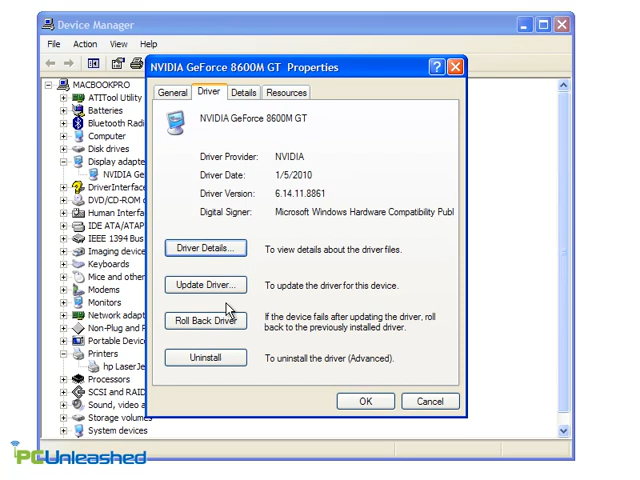 Device Manager
File Action View Help
MACBOOKPRO
ATITool Utility
Batteries
Bluetooth Radi
Computer
Disk drives
Display adapte
NVIDIA Ge
DriverInterface
DVD/CD-ROM d
Human Interfa
IDE ATA/ATAP
IEEE 1394 Bus
Imaging device
Keyboards
Mice and other
Modems
Monitors
Network adapt
Non-Plug and P
Portable Device
Printers
hp LaserJe
Processors
SCSI and RAID
Sound, video a
Storage volumes
System devices
NVIDIA GeForce 8600M GT Properties
General Driver Details Resources
NVIDIA GeForce 8600M GT
Driver Provider: NVIDIA
Driver Date: 1/5/2010
Driver Version: 6.14.11.8861
Digital Signer: Microsoft Windows Hardware Compatibility Publ
Driver Details... To view details about the driver files.
Update Driver... To update the driver for this device.
Roll Back Driver If the device fails after updating the driver, roll
back to the previously installed driver.
Uninstall To uninstall the driver (Advanced).
OK Cancel
PCUnleashed